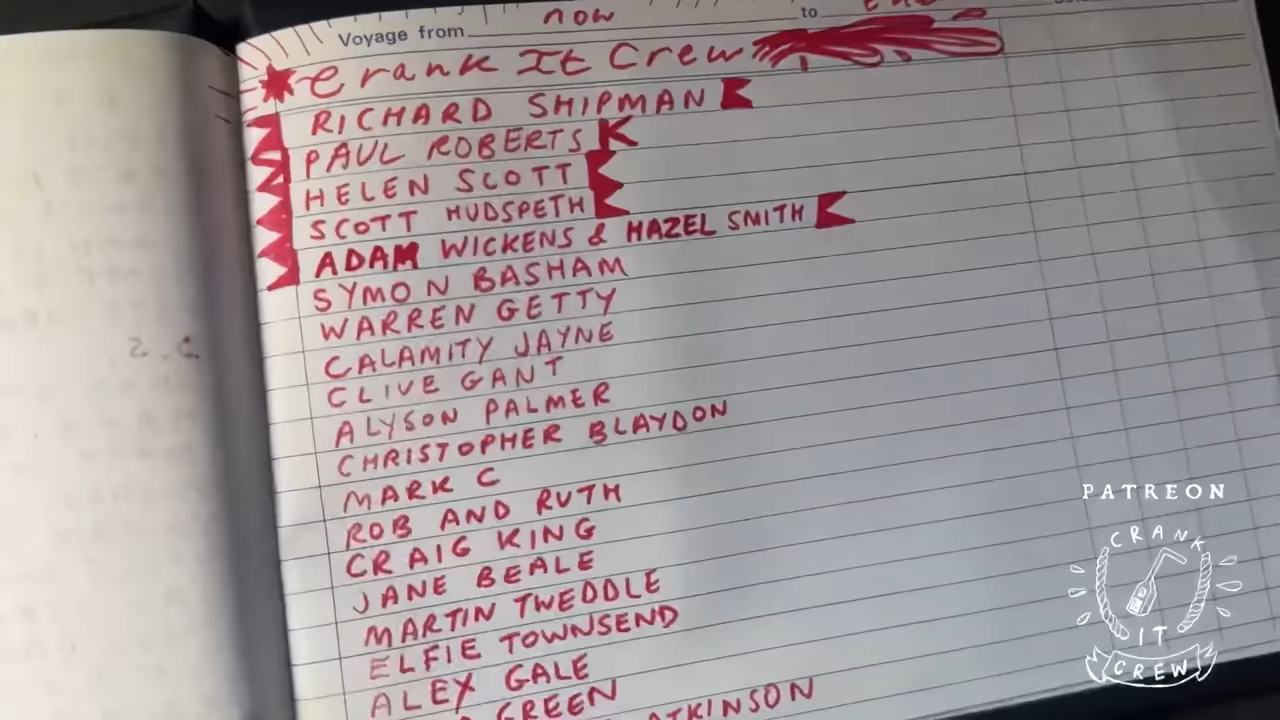 Voyage from now to
Crank It Crew
RICHARD SHIPMAN
PAUL ROBERTS
HELEN SCOTT
SCOTT HUDSPETH
ADAM WICKENS & HAZEL SMITH
SYMON BASHAM
WARREN GETTY
CALAMITY JAYNE
CLIVE GANT
ALYSON PALMER
CHRISTOPHER BLAYDON
MARK C
ROB AND RUTH
CRAIG KING
JANE BEALE
MARTIN TWEDDLE
ELFIE TOWNSEND
ALEX GALE
GREEN
ATKINSON
PATREON
CRANK
IT
CREW